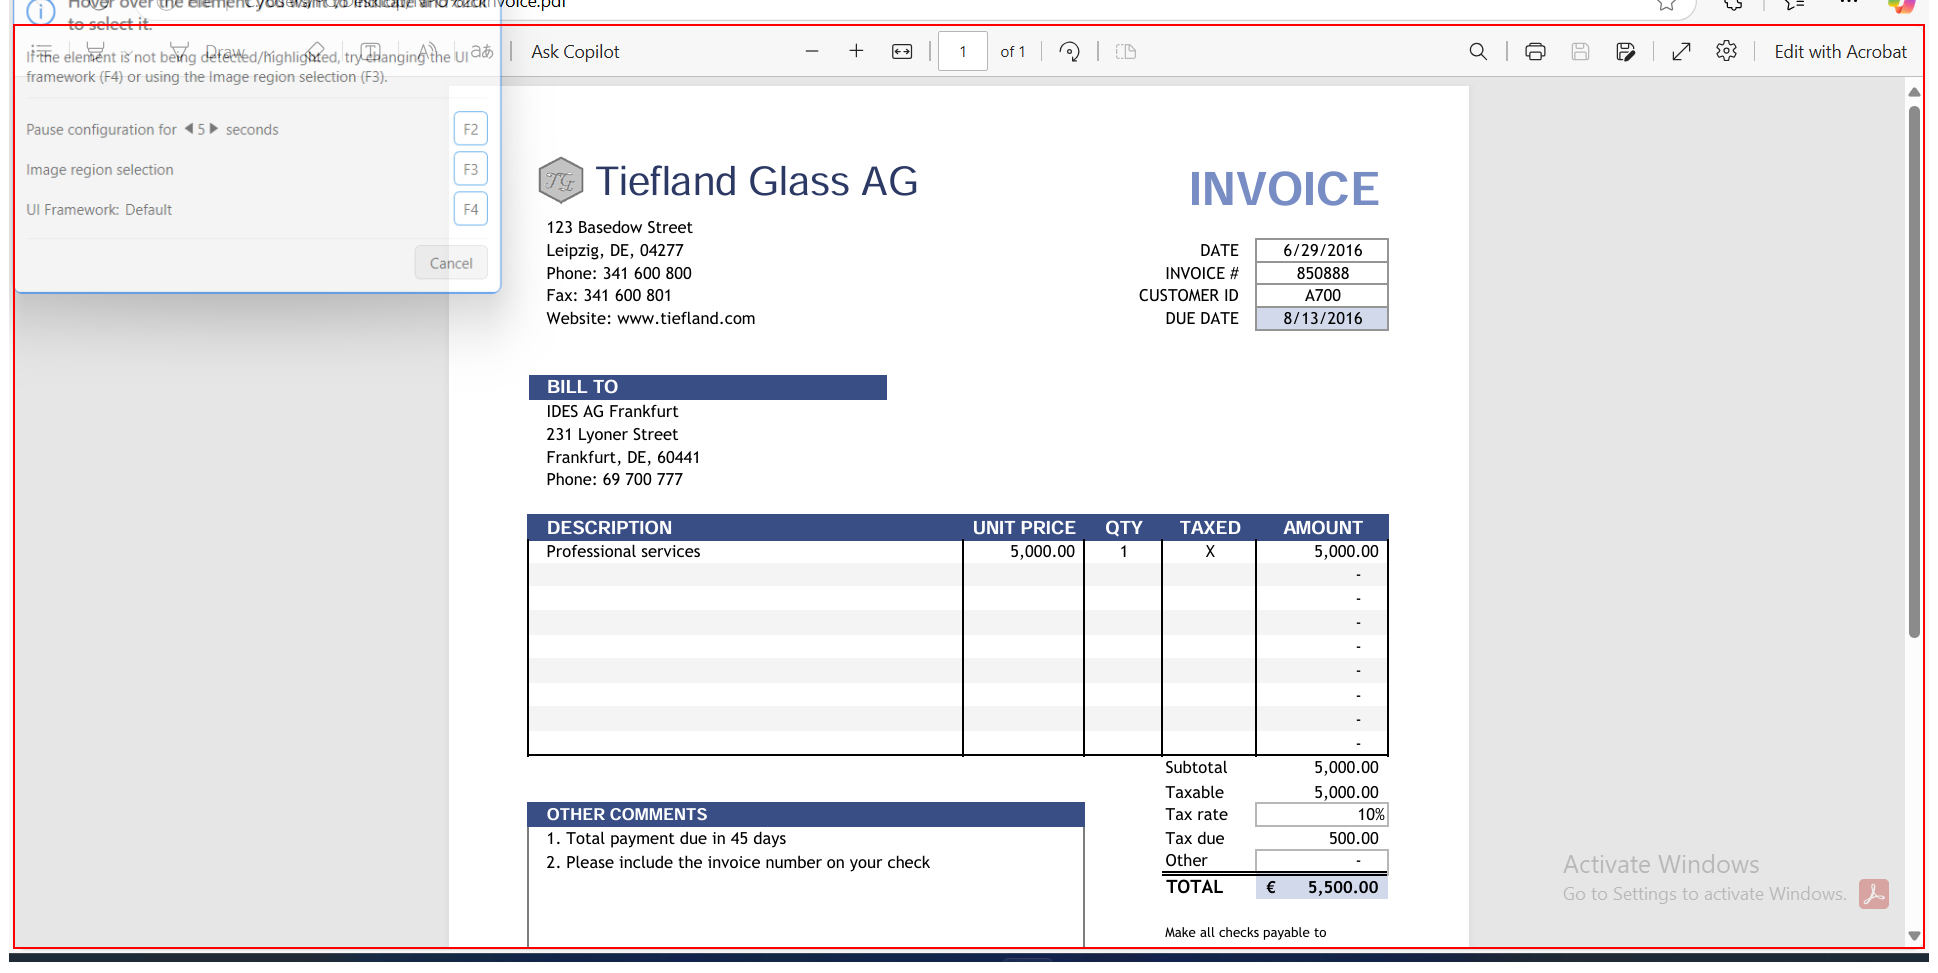 Hover over the element you want to indicate and click
to select it.
If the element is not being detected/highlighted, try changing the UI
framework (F4) or using the Image region selection (F3).
Pause configuration for 5 seconds F2
Image region selection F3
UI Framework: Default F4
Cancel
Draw
aあ
Ask Copilot
1 of 1
Edit with Acrobat
TG Tiefland Glass AG
INVOICE
123 Basedow Street
Leipzig, DE, 04277
Phone: 341 600 800
Fax: 341 600 801
Website: www.tiefland.com
DATE 6/29/2016
INVOICE # 850888
CUSTOMER ID A700
DUE DATE 8/13/2016
BILL TO
IDES AG Frankfurt
231 Lyoner Street
Frankfurt, DE, 60441
Phone: 69 700 777
DESCRIPTION UNIT PRICE QTY TAXED AMOUNT
Professional services 5,000.00 1 X 5,000.00
-
-
-
-
-
-
-
-
Subtotal 5,000.00
Taxable 5,000.00
Tax rate 10%
Tax due 500.00
Other -
TOTAL € 5,500.00
OTHER COMMENTS
1. Total payment due in 45 days
2. Please include the invoice number on your check
Make all checks payable to
Activate Windows
Go to Settings to activate Windows.